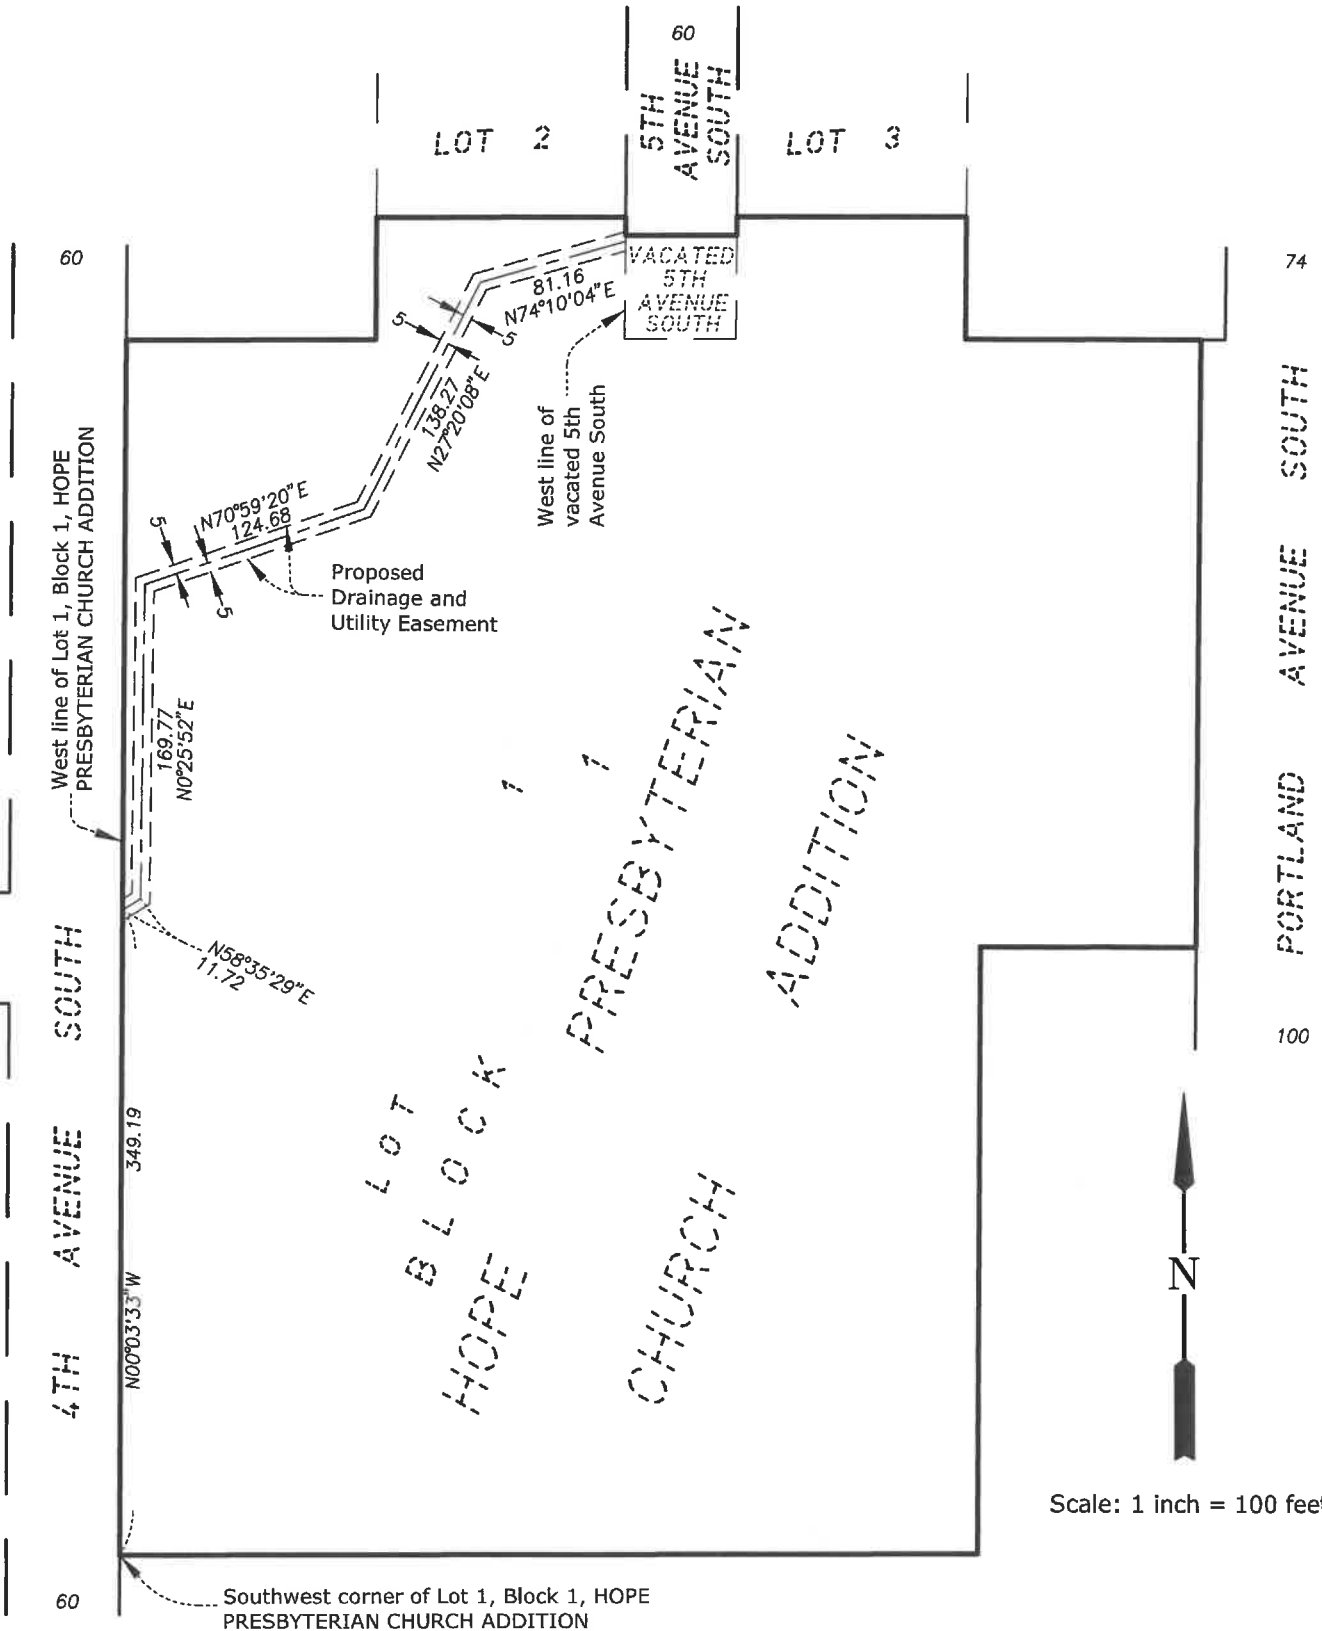 60
5TH
AVENUE
SOUTH
LOT 2
LOT 3
60
74
VACATED
5TH
AVENUE
SOUTH
81.16
N74°10'04"E
5
5
138.27
N27°20'08"E
West line of
vacated 5th
Avenue South
West line of Lot 1, Block 1, HOPE
PRESBYTERIAN CHURCH ADDITION
N70°59'20"E
124.68
5
5
Proposed
Drainage and
Utility Easement
169.77
N0°25'52"E
N58°35'29"E
11.72
PORTLAND AVENUE SOUTH
100
4TH AVENUE SOUTH
349.19
N00°03'33"W
LOT 1
BLOCK 1
HOPE PRESBYTERIAN
CHURCH ADDITION
N
Scale: 1 inch = 100 feet
60
Southwest corner of Lot 1, Block 1, HOPE
PRESBYTERIAN CHURCH ADDITION